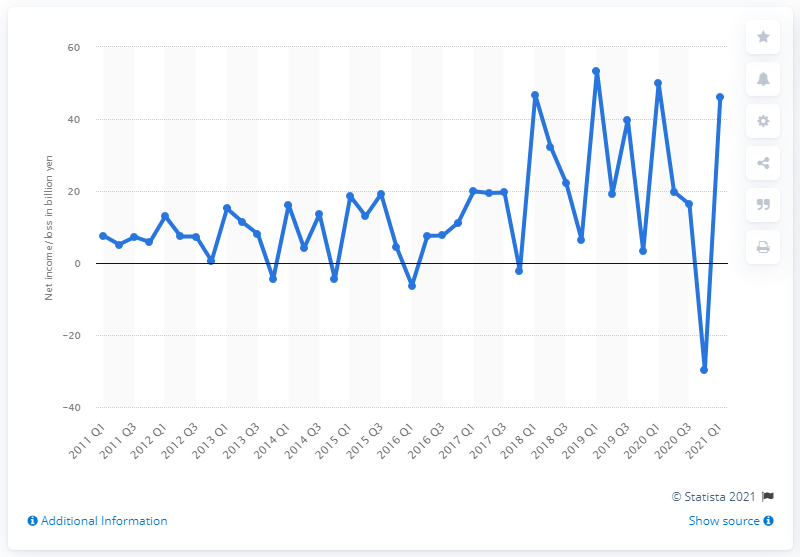 60
40
20
0
−20
−40
Net income/loss in billion yen
2011 Q1
2011 Q3
2012 Q1
2012 Q3
2013 Q1
2013 Q3
2014 Q1
2014 Q3
2015 Q1
2015 Q3
2016 Q1
2016 Q3
2017 Q1
2017 Q3
2018 Q1
2018 Q3
2019 Q1
2019 Q3
2020 Q1
2020 Q3
2021 Q1
© Statista 2021
Additional Information
Show source